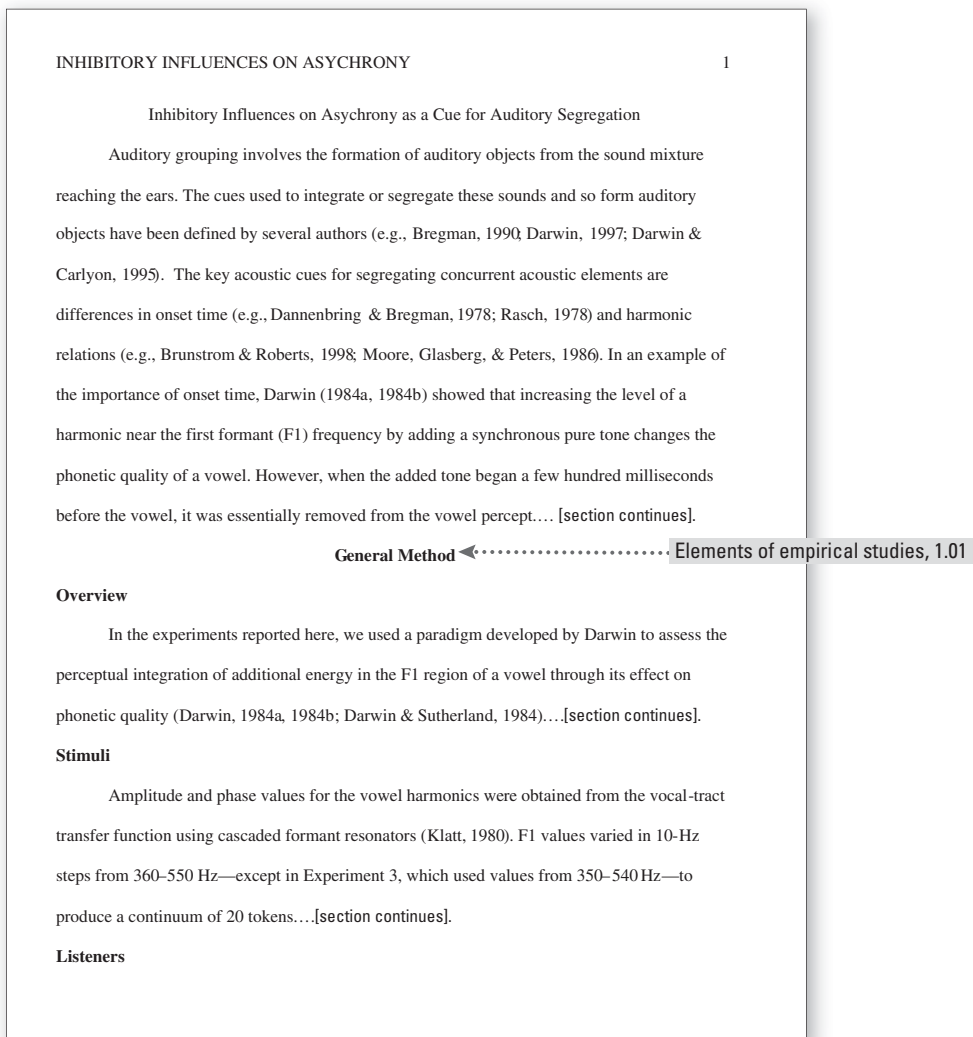 INHIBITORY INFLUENCES ON ASYCHRONY 1
Inhibitory Influences on Asychrony as a Cue for Auditory Segregation
Auditory grouping involves the formation of auditory objects from the sound mixture
reaching the ears. The cues used to integrate or segregate these sounds and so form auditory
objects have been defined by several authors (e.g., Bregman, 1990; Darwin, 1997; Darwin &
Carlyon, 1995). The key acoustic cues for segregating concurrent acoustic elements are
differences in onset time (e.g., Dannenbring & Bregman, 1978; Rasch, 1978) and harmonic
relations (e.g., Brunstrom & Roberts, 1998; Moore, Glasberg, & Peters, 1986). In an example of
the importance of onset time, Darwin (1984a, 1984b) showed that increasing the level of a
harmonic near the first formant (F1) frequency by adding a synchronous pure tone changes the
phonetic quality of a vowel. However, when the added tone began a few hundred milliseconds
before the vowel, it was essentially removed from the vowel percept.… [section continues].
General Method Elements of empirical studies, 1.01
Overview
In the experiments reported here, we used a paradigm developed by Darwin to assess the
perceptual integration of additional energy in the F1 region of a vowel through its effect on
phonetic quality (Darwin, 1984a, 1984b; Darwin & Sutherland, 1984).…[section continues].
Stimuli
Amplitude and phase values for the vowel harmonics were obtained from the vocal-tract
transfer function using cascaded formant resonators (Klatt, 1980). F1 values varied in 10-Hz
steps from 360–550 Hz—except in Experiment 3, which used values from 350–540 Hz—to
produce a continuum of 20 tokens.…[section continues].
Listeners